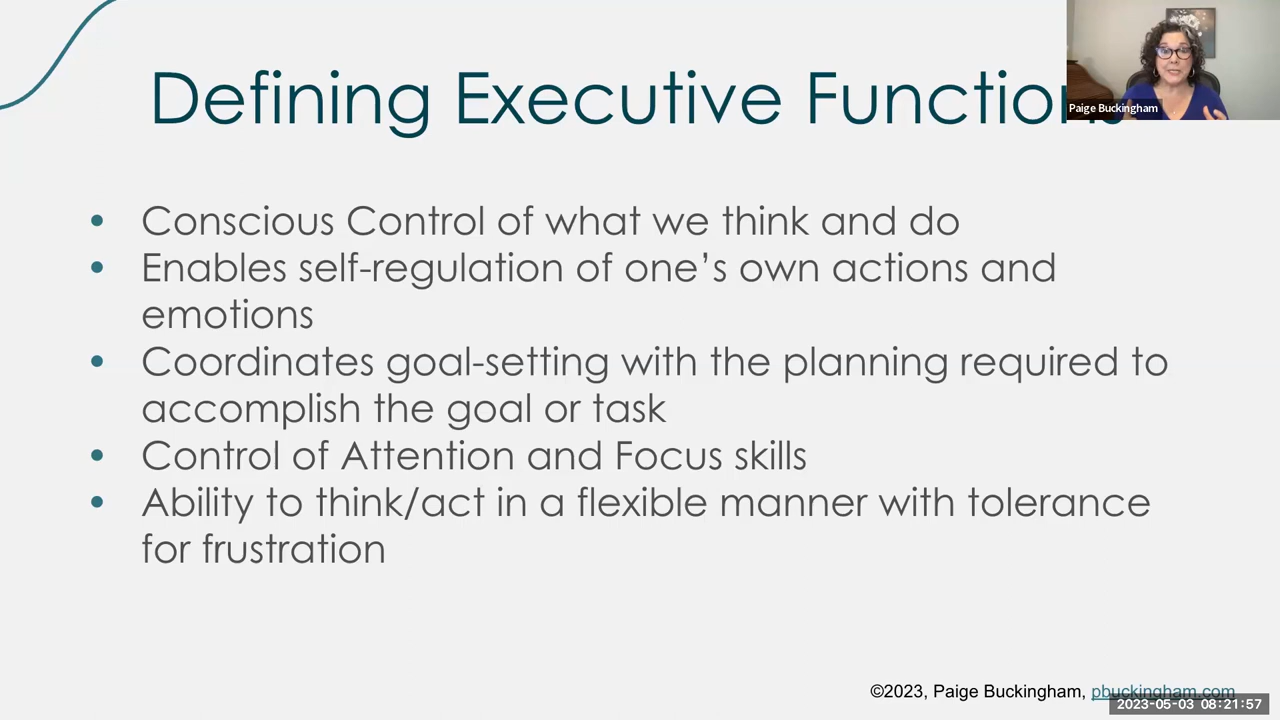 Defining Executive
Paige Buckingham
• Conscious Control of what we think and do
• Enables self-regulation of one’s own actions and
emotions
• Coordinates goal-setting with the planning required to
accomplish the goal or task
• Control of Attention and Focus skills
• Ability to think/act in a flexible manner with tolerance
for frustration
©2023, Paige Buckingham, pbuckingham.com
2023-05-03 08:21:57